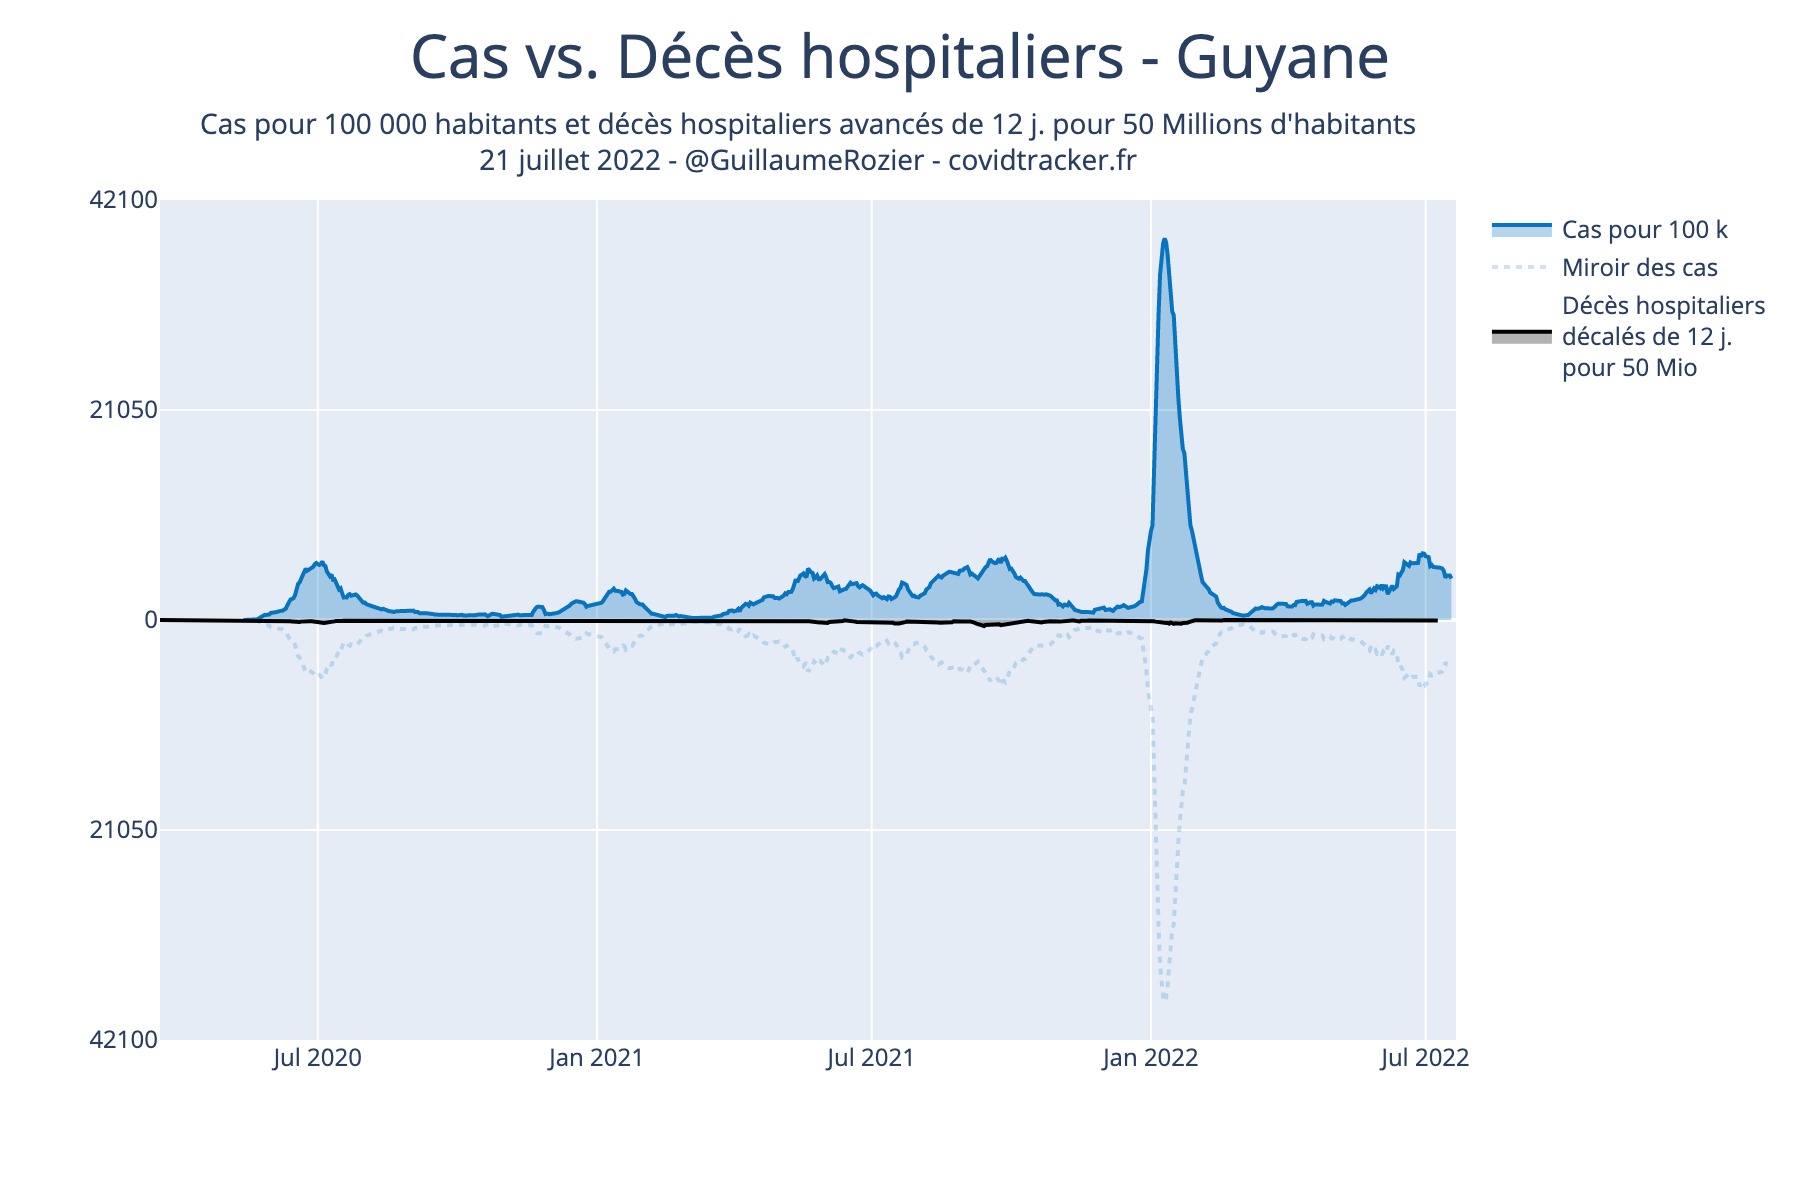 Cas vs. Décès hospitaliers - Guyane
Cas pour 100 000 habitants et décès hospitaliers avancés de 12 j. pour 50 Millions d'habitants
21 juillet 2022 - @GuillaumeRozier - covidtracker.fr
42100
21050
0
21050
42100
Jul 2020
Jan 2021
Jul 2021
Jan 2022
Jul 2022
Cas pour 100 k
Miroir des cas
Décès hospitaliers
décalés de 12 j.
pour 50 Mio